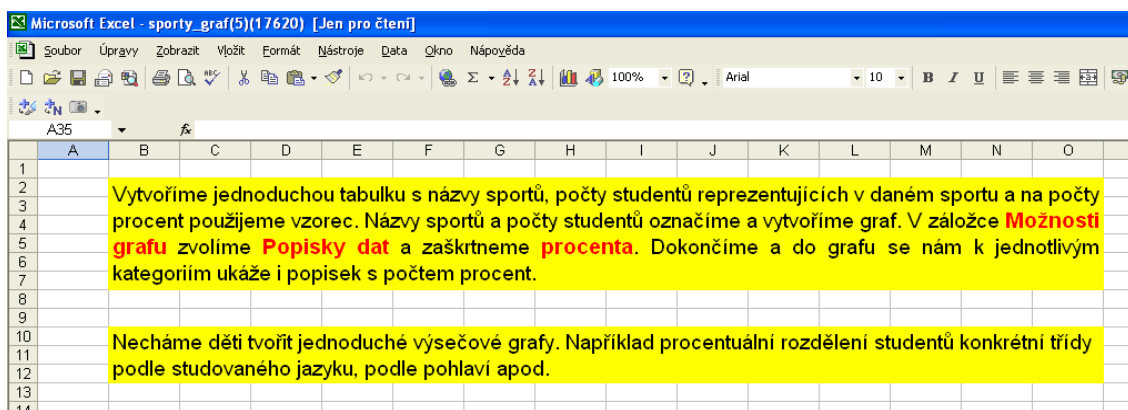 Microsoft Excel - sporty_graf(5)(17620) [Jen pro čtení]
Soubor Úpravy Zobrazit Vložit Formát Nástroje Data Okno Nápověda
100% Arial 10 B I U
A35 fx
A B C D E F G H I J K L M N O
1
2
3
4
5
6
7
8
9
10
11
12
13
14
Vytvoříme jednoduchou tabulku s názvy sportů, počty studentů reprezentujících v daném sportu a na počty
procent použijeme vzorec. Názvy sportů a počty studentů označíme a vytvoříme graf. V záložce Možnosti
grafu zvolíme Popisky dat a zaškrtneme procenta. Dokončíme a do grafu se nám k jednotlivým
kategoriím ukáže i popisek s počtem procent.
Necháme děti tvořit jednoduché výsečové grafy. Například procentuální rozdělení studentů konkrétní třídy
podle studovaného jazyku, podle pohlaví apod.